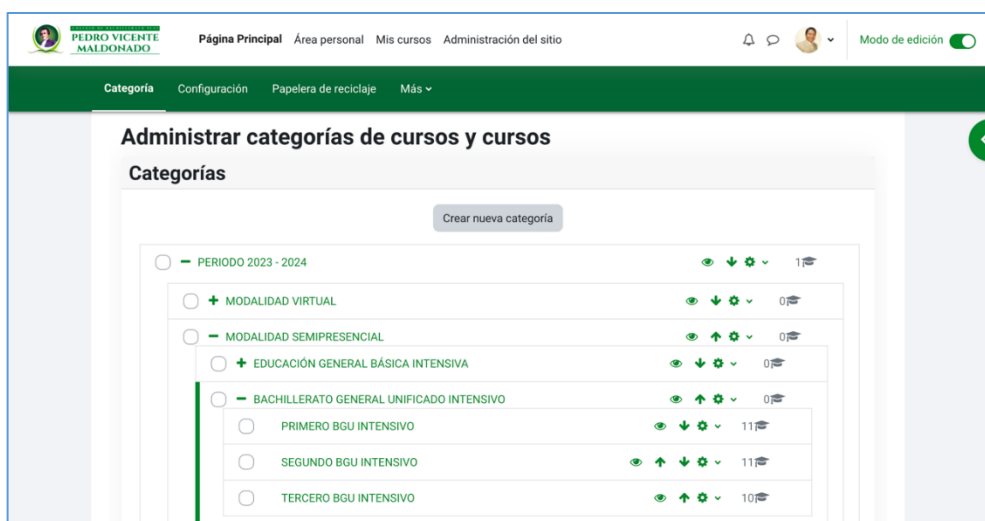 PEDRO VICENTE
MALDONADO
Página Principal Área personal Mis cursos Administración del sitio Modo de edición
Categoría Configuración Papelera de reciclaje Más
Administrar categorías de cursos y cursos
Categorías
Crear nueva categoría
PERIODO 2023 - 2024 1
MODALIDAD VIRTUAL 0
MODALIDAD SEMIPRESENCIAL 0
EDUCACIÓN GENERAL BÁSICA INTENSIVA 0
BACHILLERATO GENERAL UNIFICADO INTENSIVO 0
PRIMERO BGU INTENSIVO 11
SEGUNDO BGU INTENSIVO 11
TERCERO BGU INTENSIVO 10